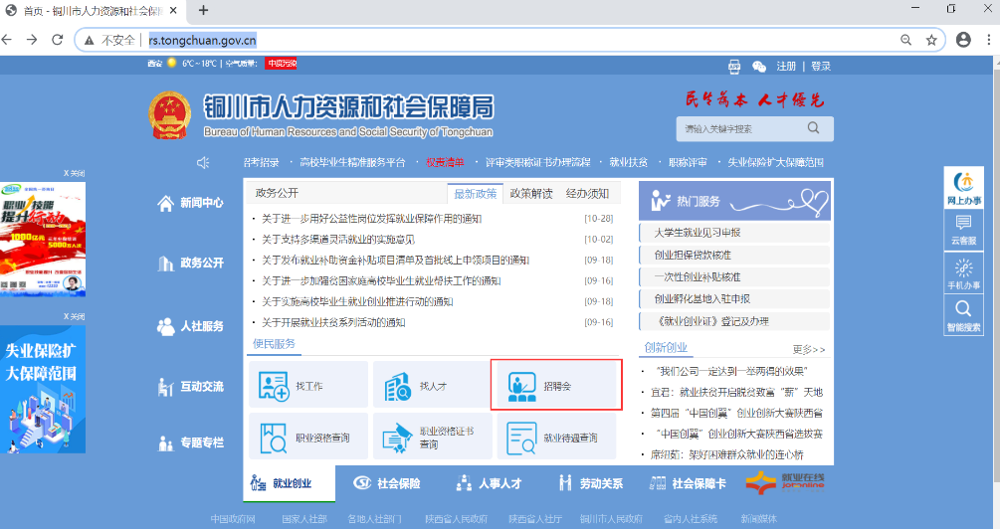 首页 - 铜川市人力资源和社会保
不安全 | rs.tongchuan.gov.cn
西安 6℃~18℃ | 空气质量: 中度污染
注册 | 登录
铜川市人力资源和社会保障局
Bureau of Human Resources and Social Security of Tongchuan
民生为本 人才优先
请输入关键字搜索
招考招录 · 高校毕业生精准服务平台 · 权责清单 · 评审类职称证书办理流程 · 就业扶贫 · 职称评审 · 失业保险扩大保障范围
X 关闭
职业技能
提升行动
1000亿元
5000万人次
X 关闭
失业保险扩
大保障范围
新闻中心
政务公开
人社服务
互动交流
专题专栏
政务公开 最新政策 政策解读 经办须知
· 关于进一步用好公益性岗位发挥就业保障作用的通知 [10-28]
· 关于支持多渠道灵活就业的实施意见 [10-02]
· 关于发布就业补助资金补贴项目清单及首批线上申领项目的通知 [09-18]
· 关于进一步加强贫困家庭高校毕业生就业帮扶工作的通知 [09-16]
· 关于实施高校毕业生就业创业推进行动的通知 [09-18]
· 关于开展就业扶贫系列活动的通知 [09-16]
便民服务
找工作
找人才
招聘会
职业资格查询
职业资格证书
查询
就业待遇查询
热门服务
大学生就业见习申报
创业担保贷款核准
一次性创业补贴核准
创业孵化基地入驻申报
《就业创业证》登记及办理
创新创业 更多>>
· “我们公司一定达到一举两得的效果”
· 宜君：就业扶贫开启脱贫致富“薪”天地
· 第四届“中国创翼”创业创新大赛陕西省
· “中国创翼”创业创新大赛陕西省选拔赛
· 席绍茹：架好困难群众就业的连心桥
网上办事
云客服
手机办事
智能搜索
就业创业
社会保险
人事人才
劳动关系
社会保障卡
就业在线
jobonline
中国政府网 国家人社部 各地人社部门 陕西省人民政府 陕西省人社厅 铜川市人民政府 省内人社系统 新闻媒体